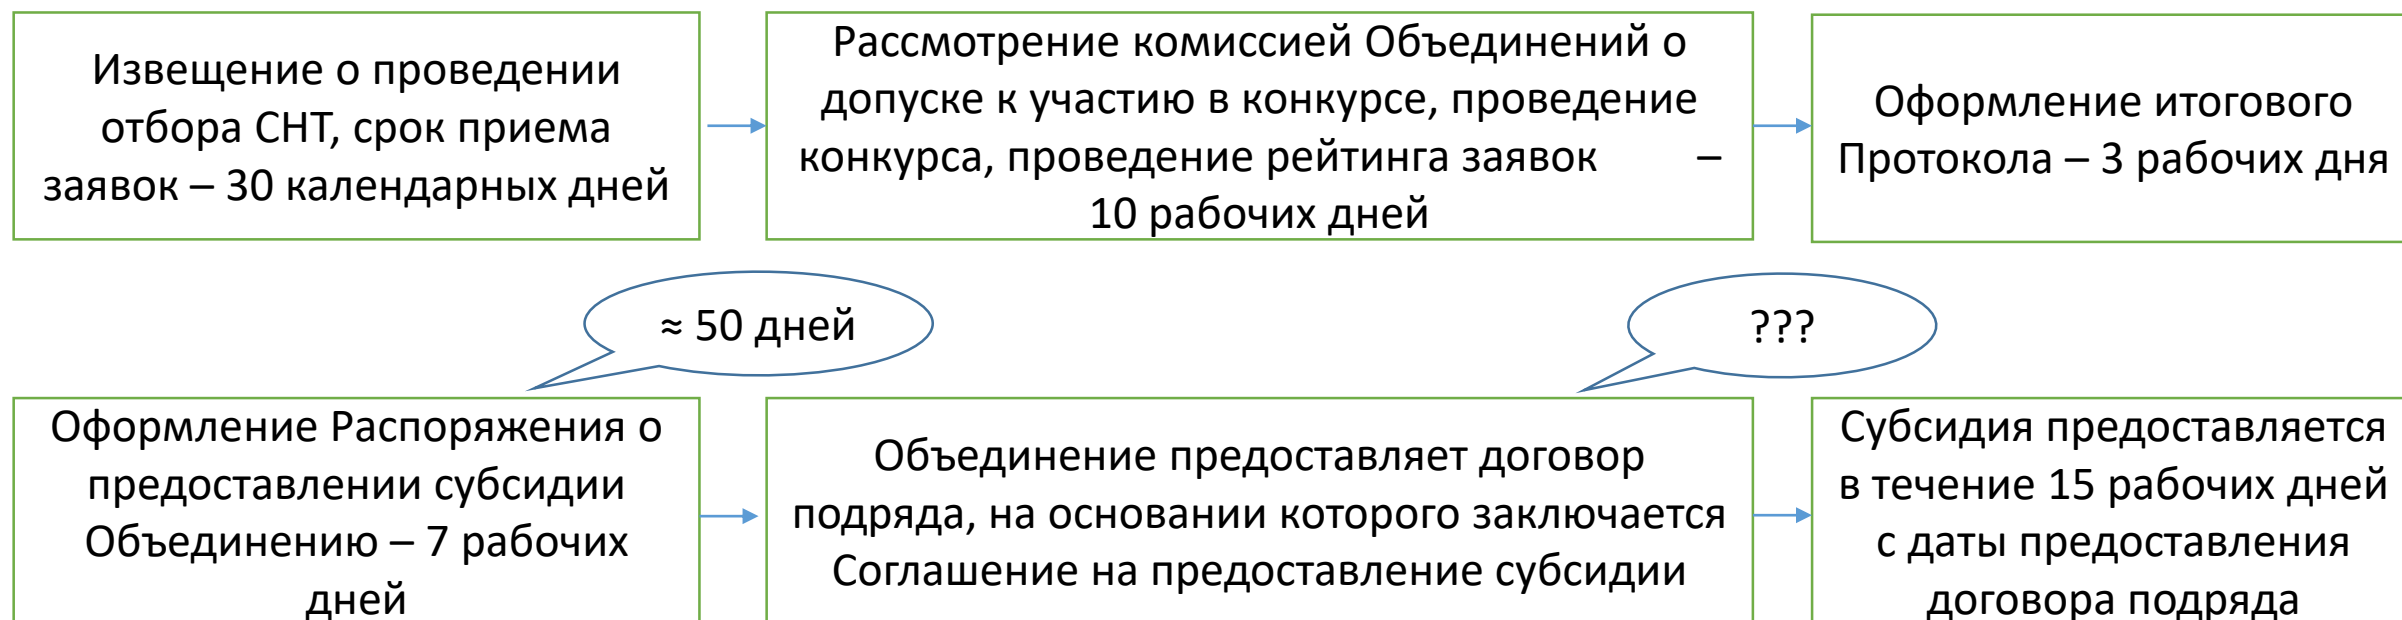 Извещение о проведении
отбора СНТ, срок приема
заявок – 30 календарных дней
Рассмотрение комиссией Объединений о
допуске к участию в конкурсе, проведение
конкурса, проведение рейтинга заявок –
10 рабочих дней
Оформление итогового
Протокола – 3 рабочих дня
≈ 50 дней
???
Оформление Распоряжения о
предоставлении субсидии
Объединению – 7 рабочих
дней
Объединение предоставляет договор
подряда, на основании которого заключается
Соглашение на предоставление субсидии
Субсидия предоставляется
в течение 15 рабочих дней
с даты предоставления
договора подряда